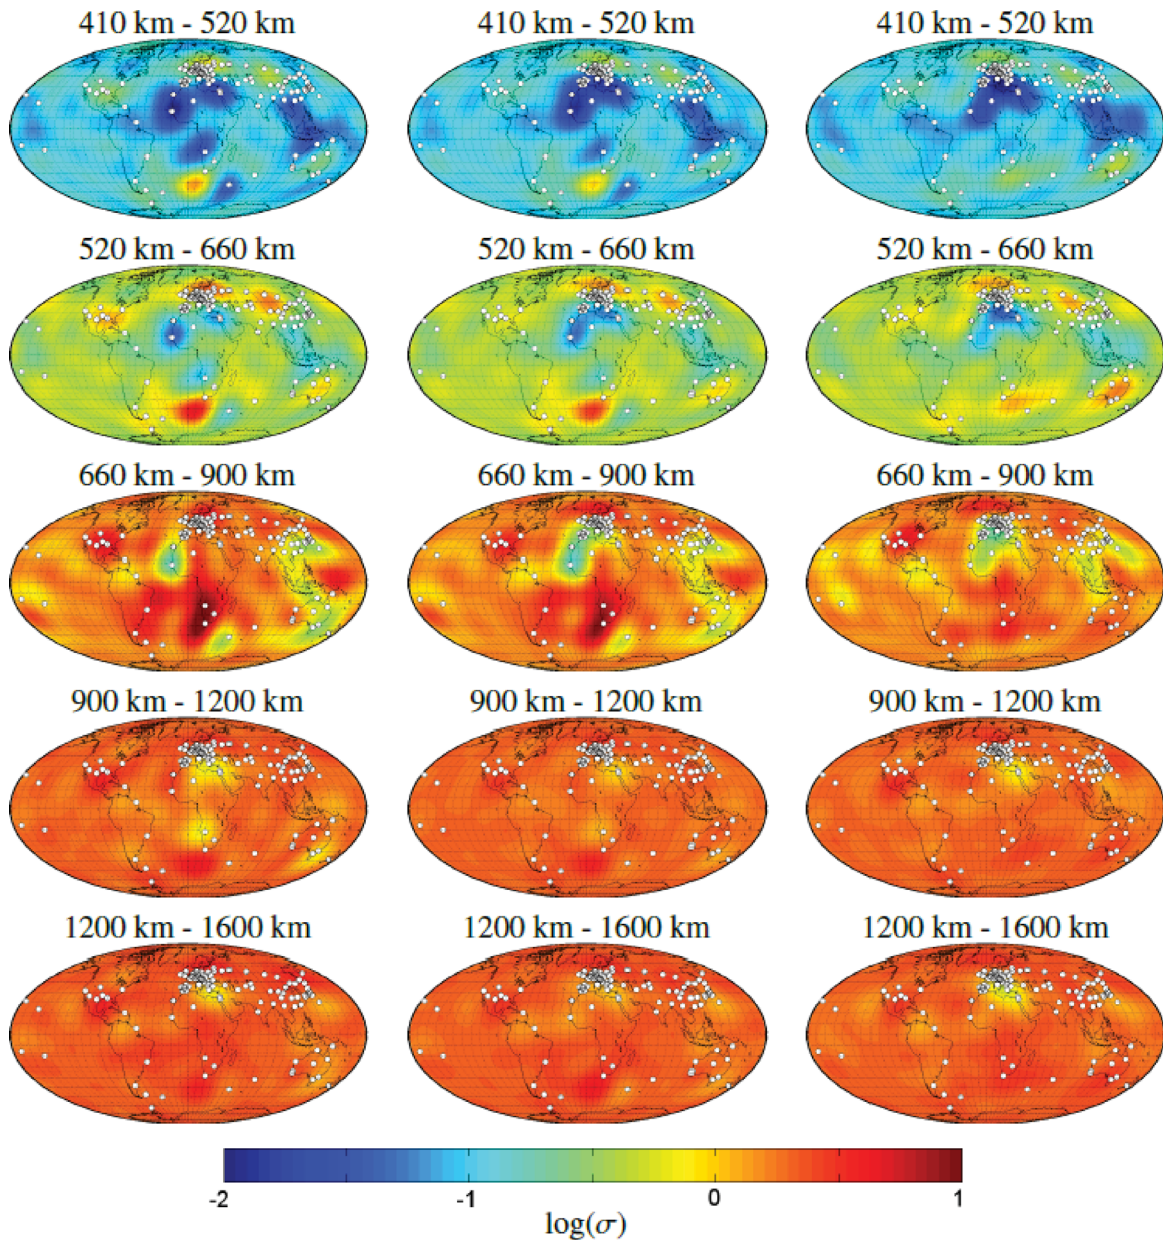 410 km - 520 km 410 km - 520 km 410 km - 520 km
520 km - 660 km 520 km - 660 km 520 km - 660 km
660 km - 900 km 660 km - 900 km 660 km - 900 km
900 km - 1200 km 900 km - 1200 km 900 km - 1200 km
1200 km - 1600 km 1200 km - 1600 km 1200 km - 1600 km
-2 -1 0 1
log(σ)